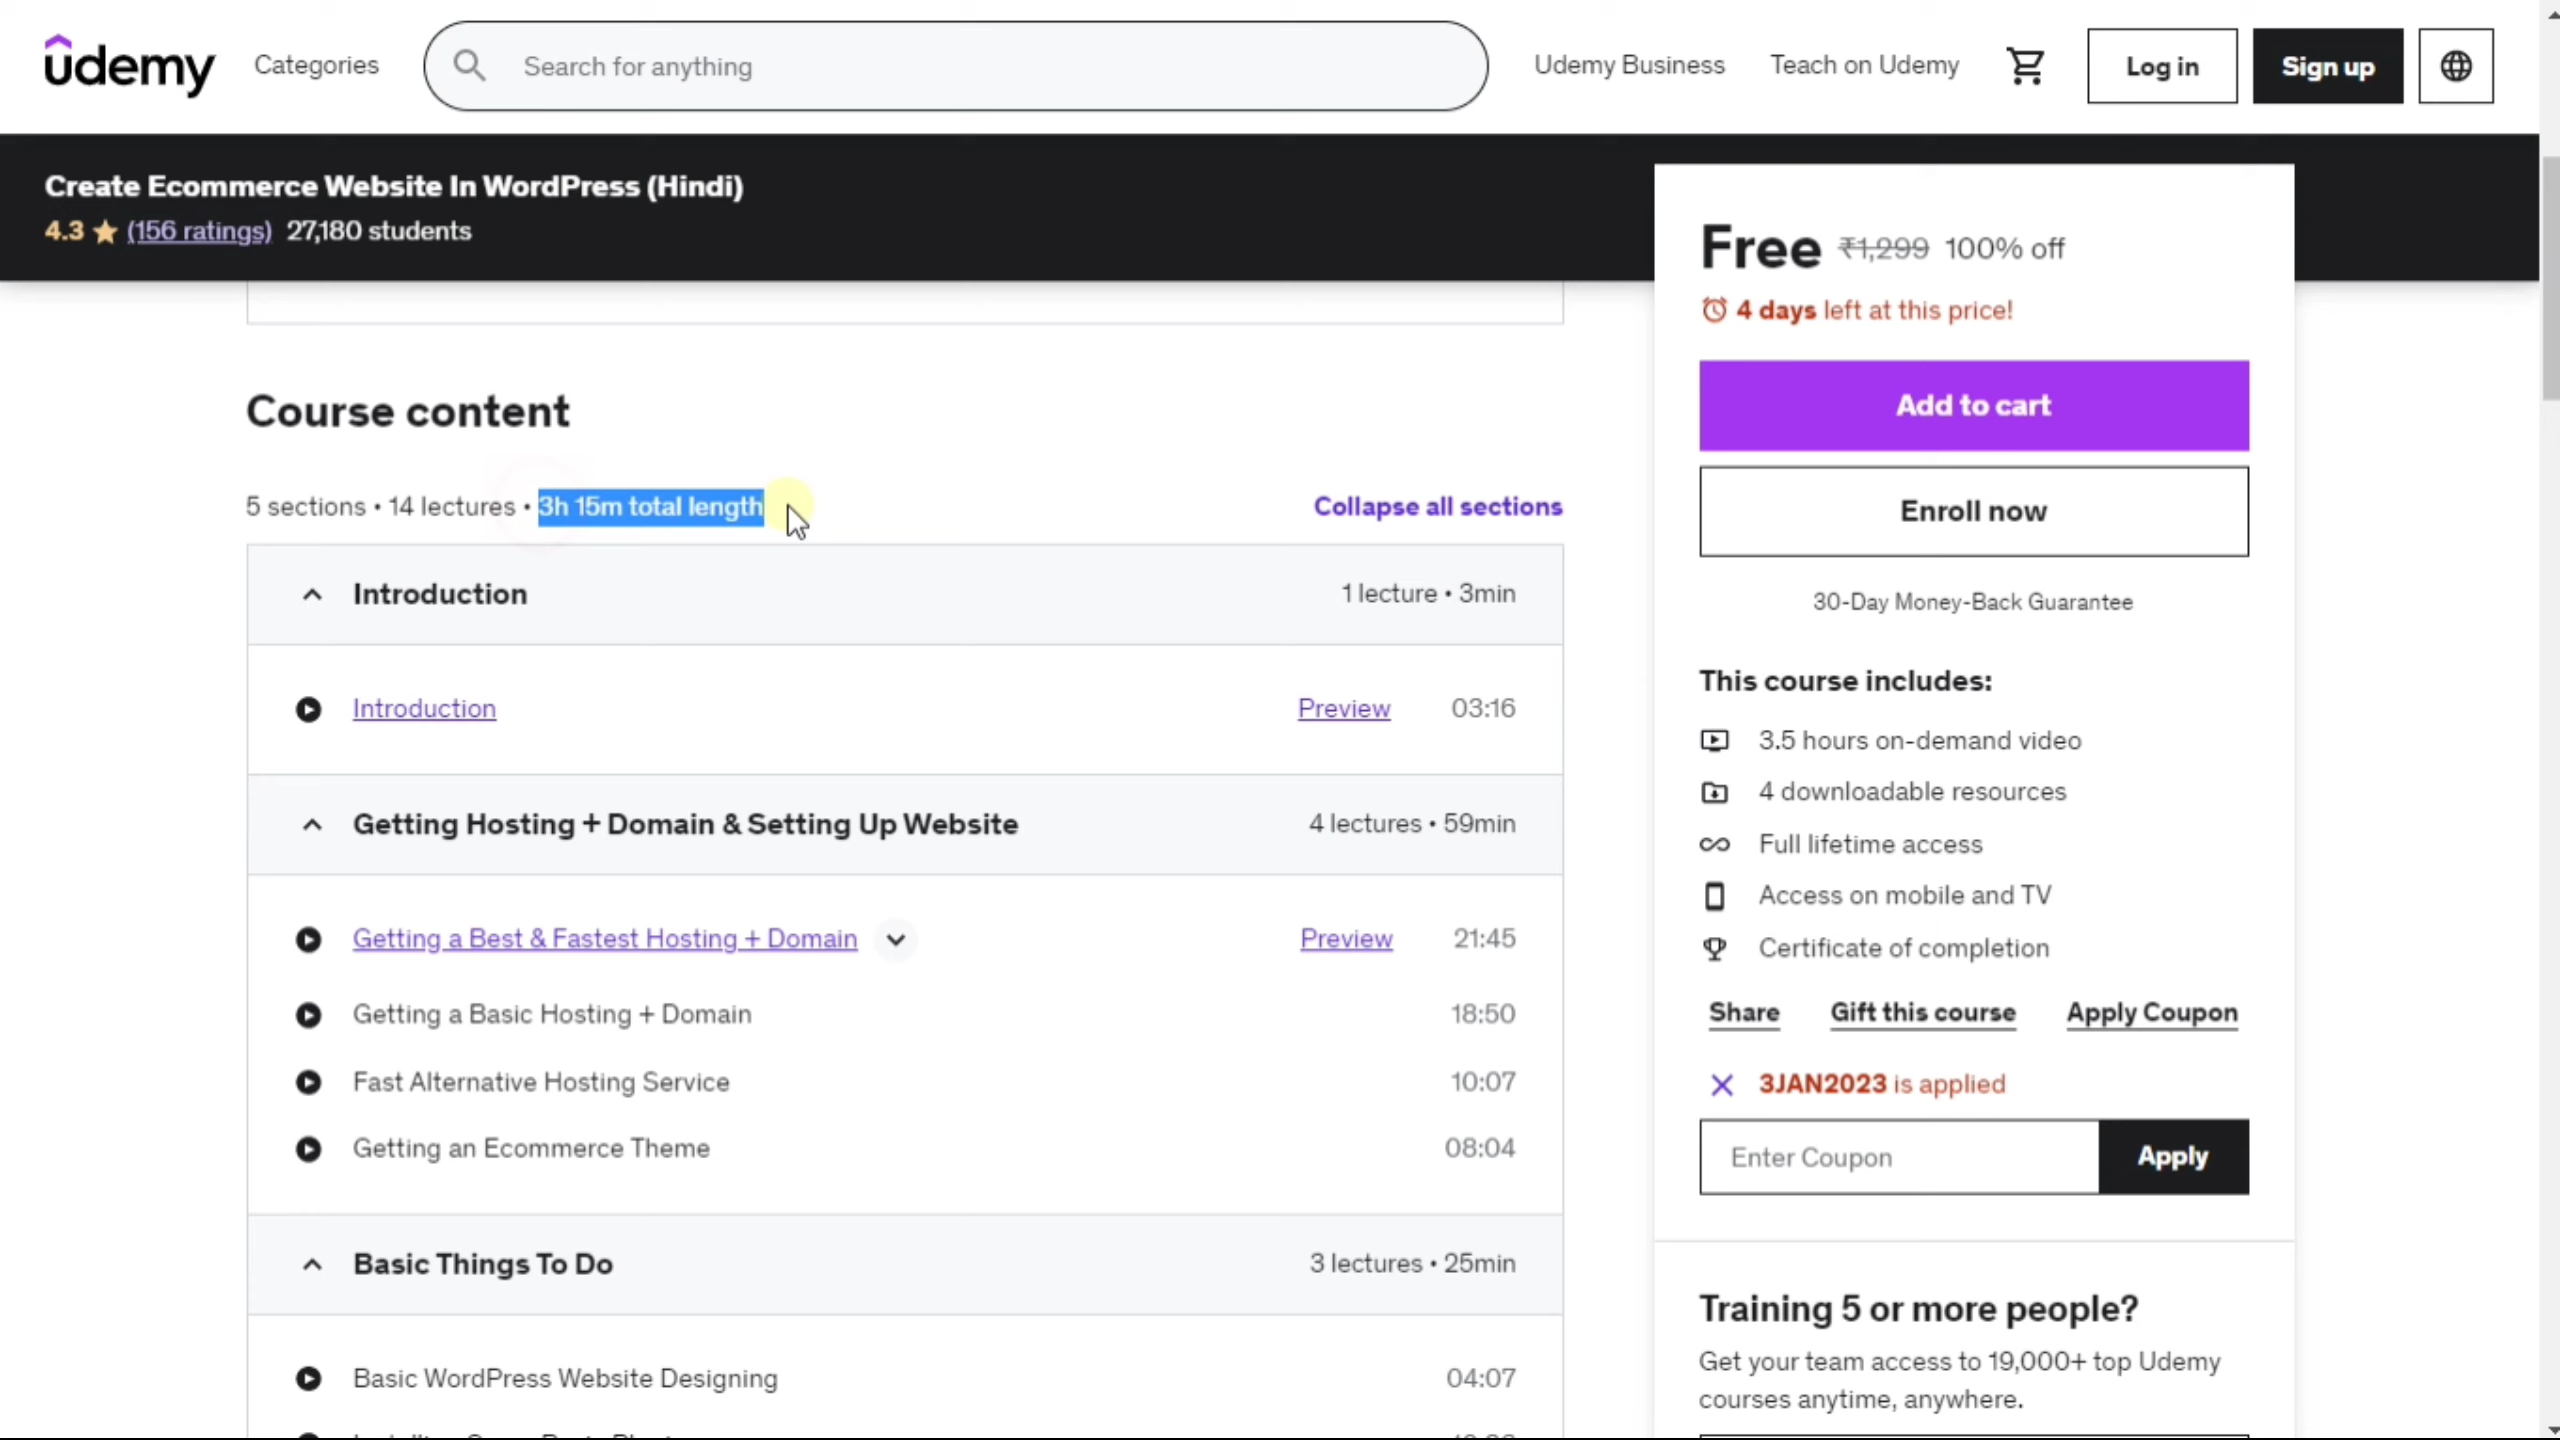 udemy
Categories
Search for anything
Udemy Business
Teach on Udemy
Log in
Sign up
Create Ecommerce Website In WordPress (Hindi)
4.3 ★ (156 ratings) 27,180 students
Free ₹1,299 100% off
4 days left at this price!
Add to cart
Enroll now
30-Day Money-Back Guarantee
This course includes:
3.5 hours on-demand video
4 downloadable resources
Full lifetime access
Access on mobile and TV
Certificate of completion
Share Gift this course Apply Coupon
3JAN2023 is applied
Enter Coupon Apply
Training 5 or more people?
Get your team access to 19,000+ top Udemy
courses anytime, anywhere.
Course content
5 sections • 14 lectures • 3h 15m total length Collapse all sections
Introduction 1 lecture • 3min
Introduction Preview 03:16
Getting Hosting + Domain & Setting Up Website 4 lectures • 59min
Getting a Best & Fastest Hosting + Domain Preview 21:45
Getting a Basic Hosting + Domain 18:50
Fast Alternative Hosting Service 10:07
Getting an Ecommerce Theme 08:04
Basic Things To Do 3 lectures • 25min
Basic WordPress Website Designing 04:07